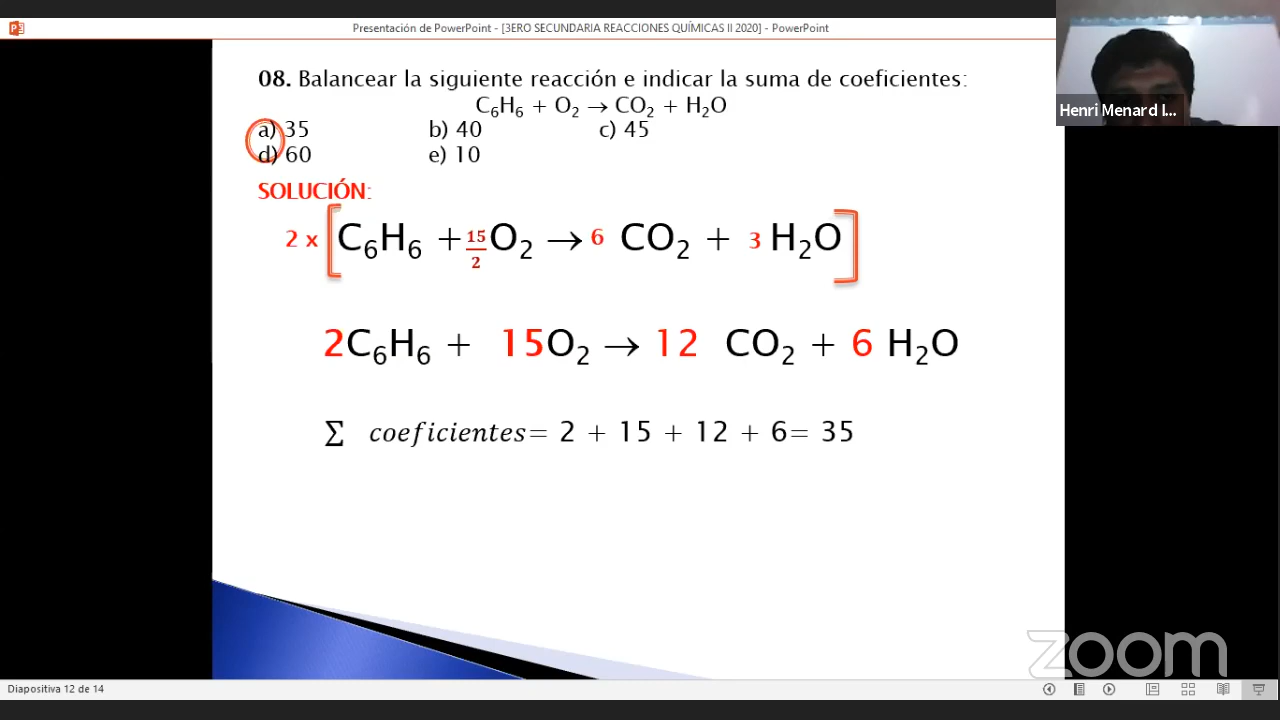 Presentación de PowerPoint - [3ERO SECUNDARIA REACCIONES QUÍMICAS II 2020] - PowerPoint
Henri Menard I...
08. Balancear la siguiente reacción e indicar la suma de coeficientes:
C₆H₆ + O₂ → CO₂ + H₂O
a) 35 b) 40 c) 45
d) 60 e) 10
SOLUCIÓN:
2 x [C₆H₆ + 15/2 O₂ → 6 CO₂ + 3 H₂O]
2C₆H₆ + 15O₂ → 12 CO₂ + 6 H₂O
Σ coeficientes= 2 + 15 + 12 + 6= 35
zoom
Diapositiva 12 de 14